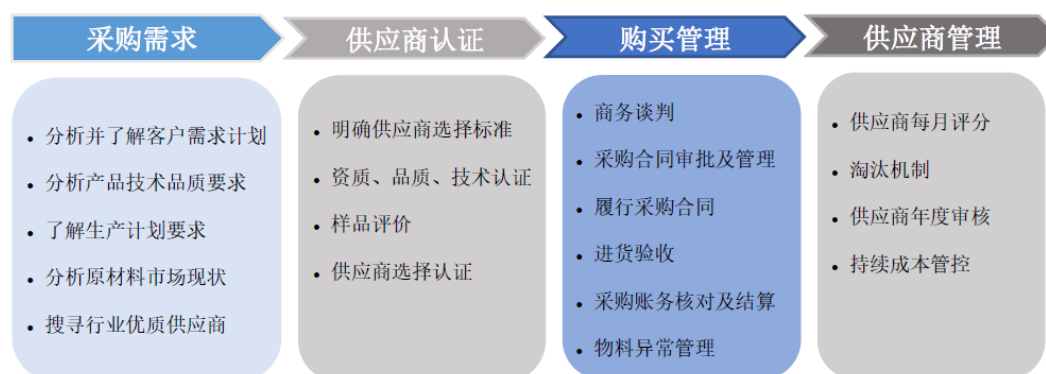 采购需求
供应商认证
购买管理
供应商管理
• 分析并了解客户需求计划
• 分析产品技术品质要求
• 了解生产计划要求
• 分析原材料市场现状
• 搜寻行业优质供应商
• 明确供应商选择标准
• 资质、品质、技术认证
• 样品评价
• 供应商选择认证
• 商务谈判
• 采购合同审批及管理
• 履行采购合同
• 进货验收
• 采购账务核对及结算
• 物料异常管理
• 供应商每月评分
• 淘汰机制
• 供应商年度审核
• 持续成本管控